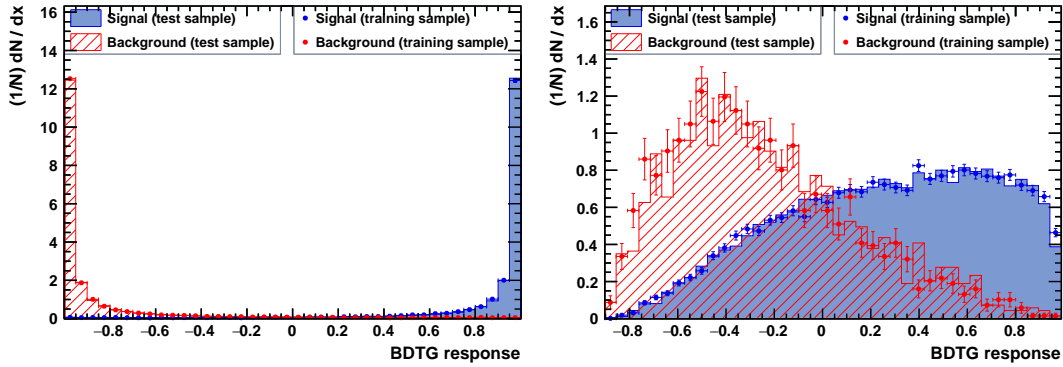 Signal (test sample)
Background (test sample)
Signal (training sample)
Background (training sample)
(1/N) dN / dx
16
14
12
10
8
6
4
2
0
−0.8 −0.6 −0.4 −0.2 0 0.2 0.4 0.6 0.8
BDTG response
Signal (test sample)
Background (test sample)
Signal (training sample)
Background (training sample)
(1/N) dN / dx
1.6
1.4
1.2
1
0.8
0.6
0.4
0.2
0
−0.8 −0.6 −0.4 −0.2 0 0.2 0.4 0.6 0.8
BDTG response